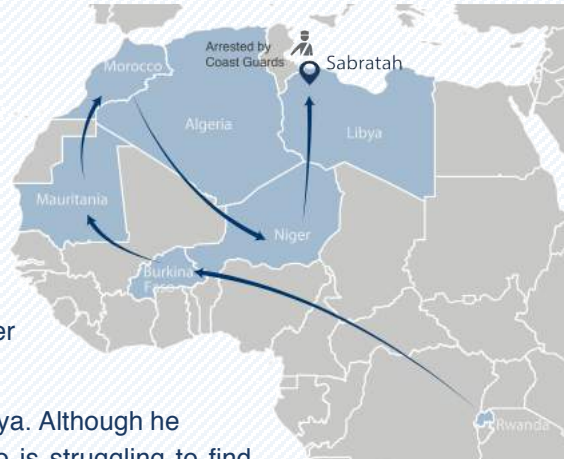 Arrested by
Coast Guards
Sabratah
Morocco
Algeria
Libya
Mauritania
Niger
Burkina
Faso
Rwanda
er
ya. Although he
is struggling to find